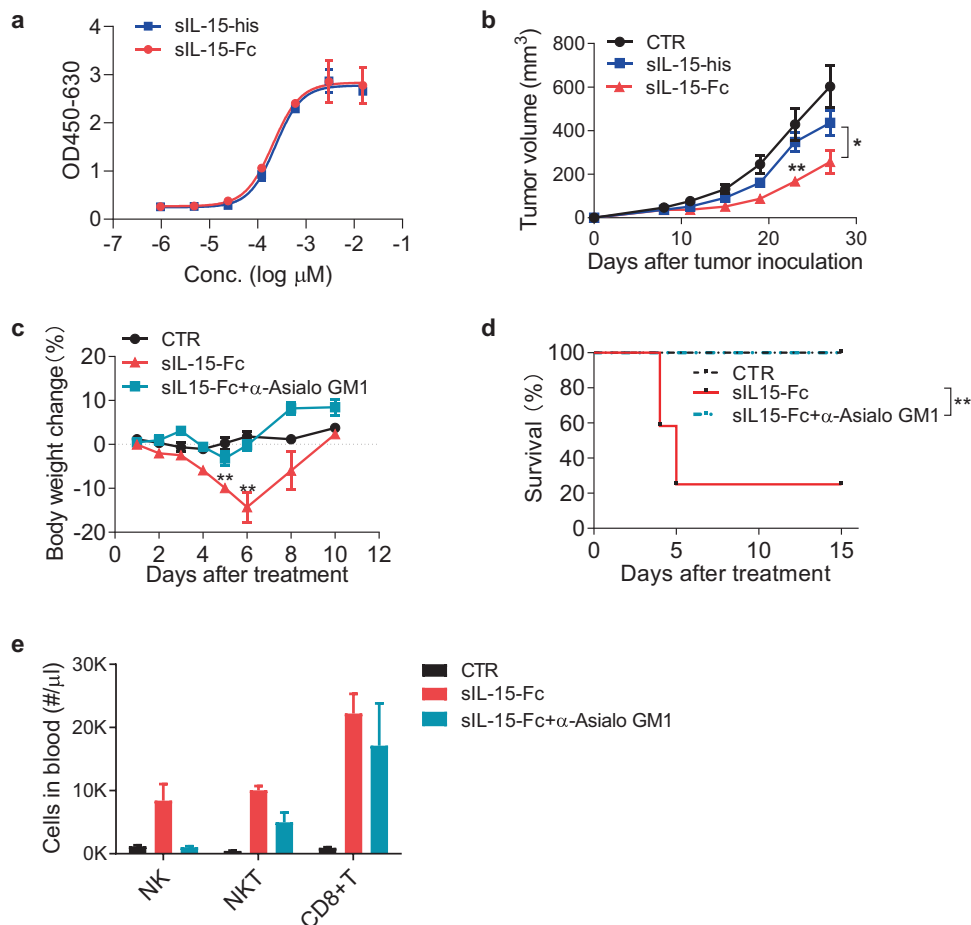 a
sIL-15-his
sIL-15-Fc
OD450-630
4
3
2
1
0
-7 -6 -5 -4 -3 -2 -1
Conc. (log μM)
b
CTR
sIL-15-his
sIL-15-Fc
Tumor volume (mm³)
800
600
400
200
0
*
**
0 10 20 30
Days after tumor inoculation
c
CTR
sIL-15-Fc
sIL15-Fc+α-Asialo GM1
Body weight change (%)
20
10
0
-10
-20
** **
0 2 4 6 8 10 12
Days after treatment
d
Survival (%)
100
80
60
40
20
0
CTR
sIL15-Fc
sIL15-Fc+α-Asialo GM1
**
0 5 10 15
Days after treatment
e
Cells in blood (#/μl)
30K
20K
10K
0K
NK NKT CD8+T
CTR
sIL-15-Fc
sIL-15-Fc+α-Asialo GM1